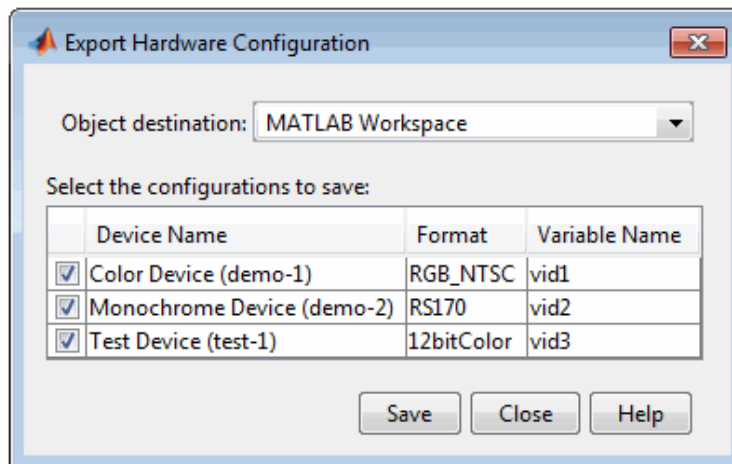 Export Hardware Configuration
Object destination: MATLAB Workspace
Select the configurations to save:
Device Name Format Variable Name
Color Device (demo-1) RGB_NTSC vid1
Monochrome Device (demo-2) RS170 vid2
Test Device (test-1) 12bitColor vid3
Save Close Help